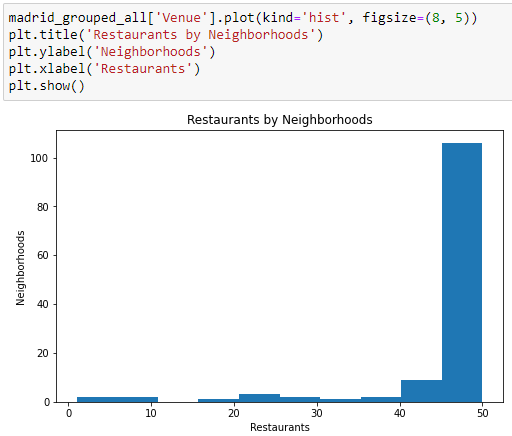 madrid_grouped_all['Venue'].plot(kind='hist', figsize=(8, 5))
plt.title('Restaurants by Neighborhoods')
plt.ylabel('Neighborhoods')
plt.xlabel('Restaurants')
plt.show()
Restaurants by Neighborhoods
100
80
60
40
20
0
Neighborhoods
0 10 20 30 40 50
Restaurants